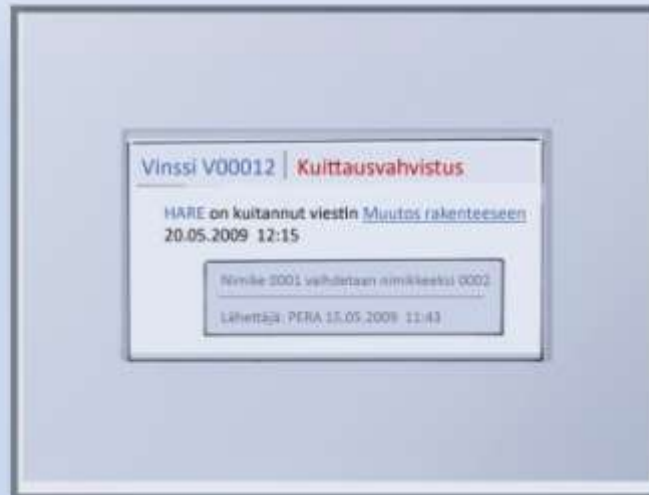 Vinssi V00012 | Kuittausvahvistus
HARE on kuitannut viestin Muutos rakenteeseen
20.05.2009 12:15
Nimike 0001 vaihdetaan nimikkeeksi 0002
Lähettäjä: PERA 15.05.2009 11:43